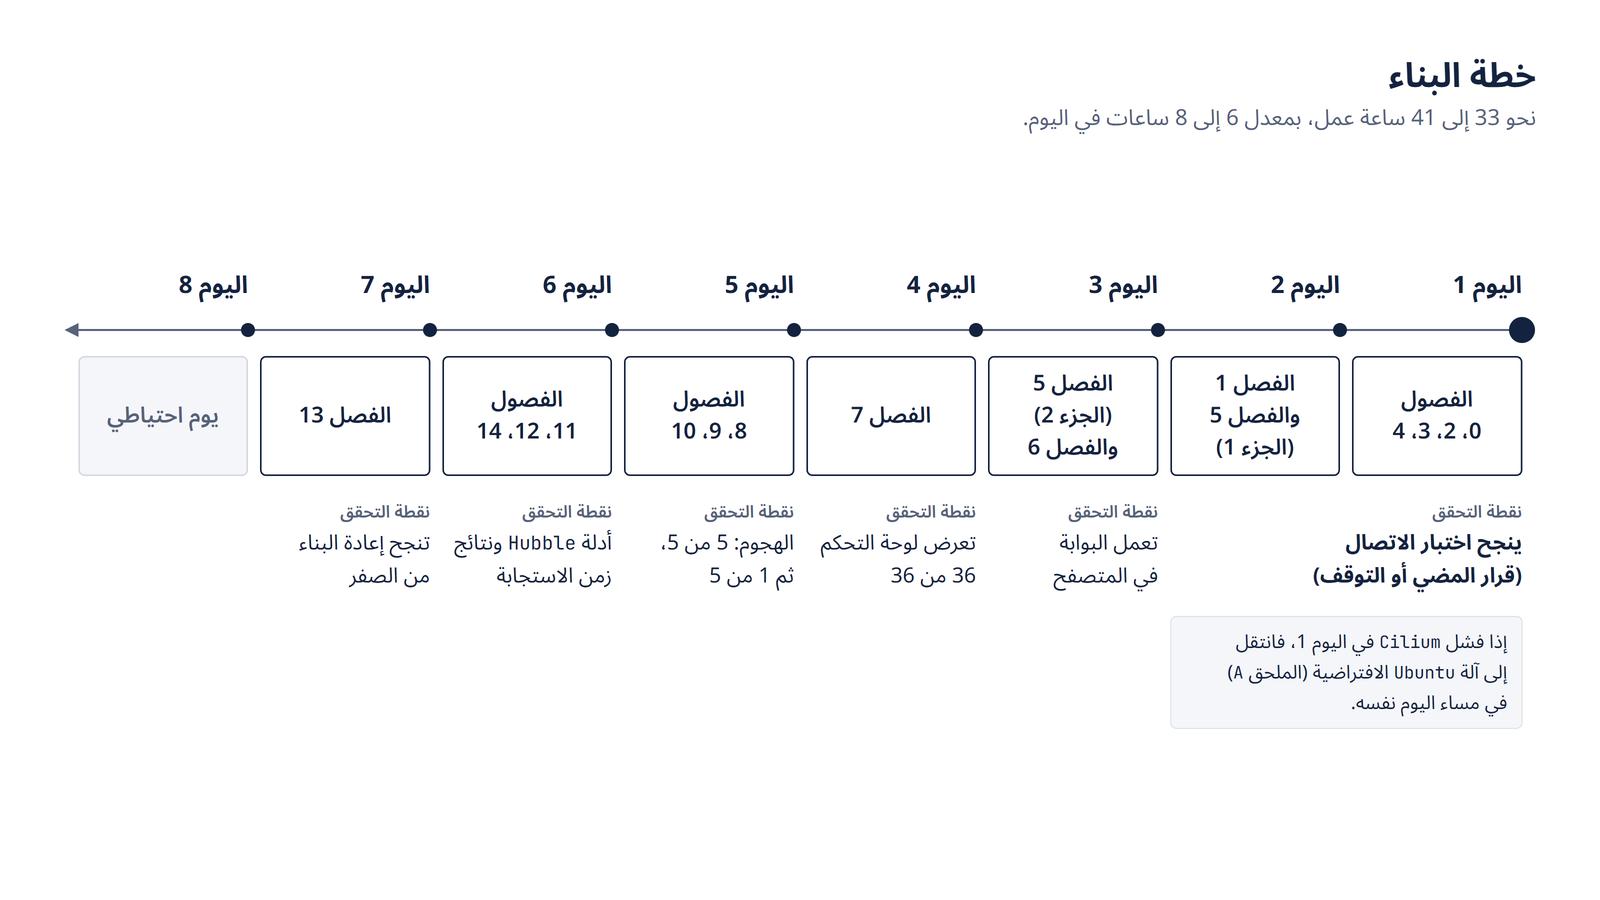 خطة البناء
نحو 33 إلى 41 ساعة عمل، بمعدل 6 إلى 8 ساعات في اليوم.
اليوم 1
اليوم 2
اليوم 3
اليوم 4
اليوم 5
اليوم 6
اليوم 7
اليوم 8
الفصول
0، 2، 3، 4
الفصل 1
والفصل 5
(الجزء 1)
الفصل 5
(الجزء 2)
والفصل 6
الفصل 7
الفصول
8، 9، 10
الفصول
11، 12، 14
الفصل 13
يوم احتياطي
نقطة التحقق
ينجح اختبار الاتصال
(قرار المضي أو التوقف)
نقطة التحقق
تعمل البوابة
في المتصفح
نقطة التحقق
تعرض لوحة التحكم
36 من 36
نقطة التحقق
الهجوم: 5 من 5،
ثم 1 من 5
نقطة التحقق
أدلة Hubble ونتائج
زمن الاستجابة
نقطة التحقق
تنجح إعادة البناء
من الصفر
إذا فشل Cilium في اليوم 1، فانتقل
إلى آلة Ubuntu الافتراضية (الملحق A)
في مساء اليوم نفسه.